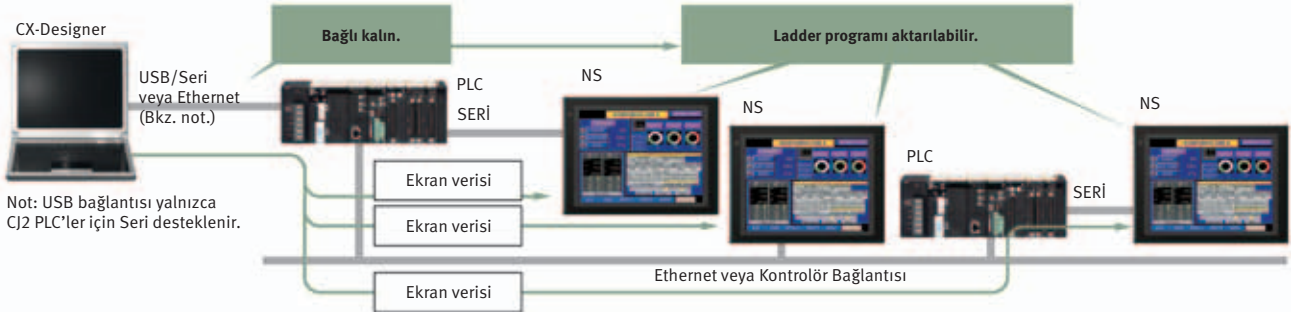 CX-Designer
Bağlı kalın.
Ladder programı aktarılabilir.
USB/Seri
veya Ethernet
(Bkz. not.)
PLC
SERİ
NS
NS
NS
PLC
SERİ
Ekran verisi
Ekran verisi
Ekran verisi
Not: USB bağlantısı yalnızca
CJ2 PLC’ler için Seri desteklenir.
Ethernet veya Kontrolör Bağlantısı